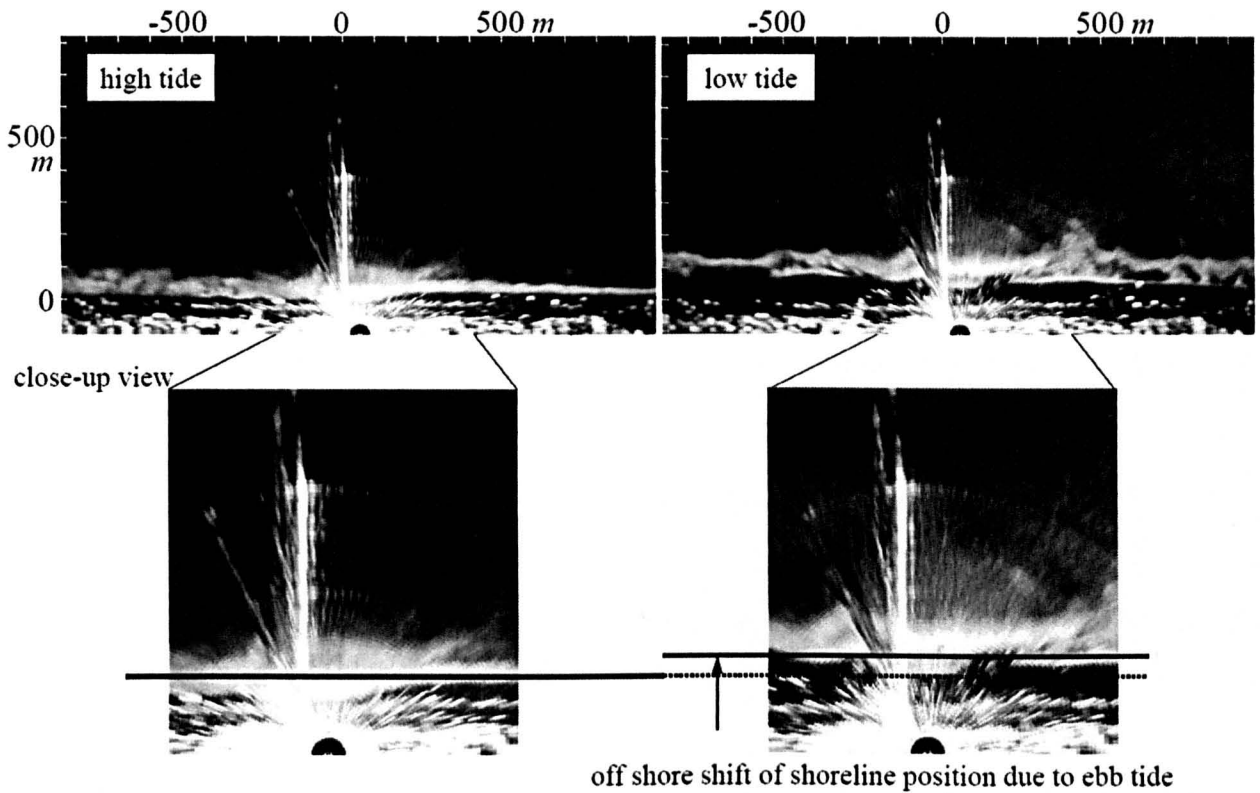 -500 0 500 m
-500 0 500 m
high tide
low tide
500
m
0
close-up view
off shore shift of shoreline position due to ebb tide